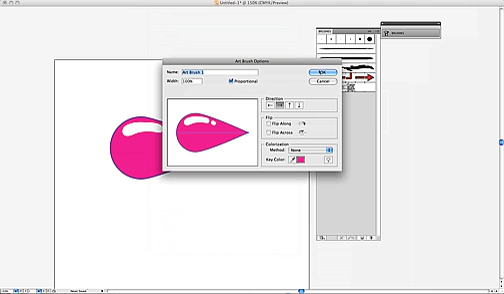 Untitled-1* @ 150% (CMYK/Preview)
BRUSHES
BRUSHES
Art Brush Options
Name: Art Brush 1
OK
Width: 100%
Proportional
Cancel
Direction
Flip
Flip Along
Flip Across
Colorization
Method: None
Key Color: